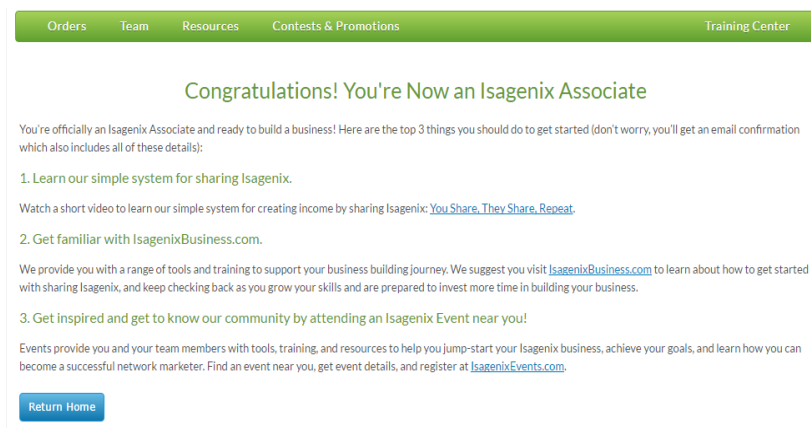 Orders Team Resources Contests & Promotions Training Center
Congratulations! You're Now an Isagenix Associate
You're officially an Isagenix Associate and ready to build a business! Here are the top 3 things you should do to get started (don't worry, you'll get an email confirmation
which also includes all of these details):
1. Learn our simple system for sharing Isagenix.
Watch a short video to learn our simple system for creating income by sharing Isagenix: You Share, They Share, Repeat.
2. Get familiar with IsagenixBusiness.com.
We provide you with a range of tools and training to support your business building journey. We suggest you visit IsagenixBusiness.com to learn about how to get started
with sharing Isagenix, and keep checking back as you grow your skills and are prepared to invest more time in building your business.
3. Get inspired and get to know our community by attending an Isagenix Event near you!
Events provide you and your team members with tools, training, and resources to help you jump-start your Isagenix business, achieve your goals, and learn how you can
become a successful network marketer. Find an event near you, get event details, and register at IsagenixEvents.com.
Return Home